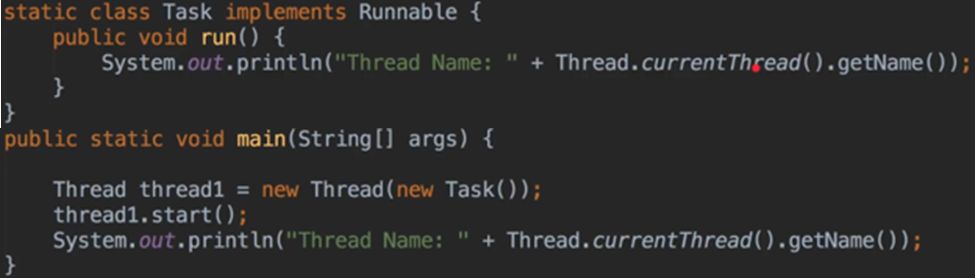 static class Task implements Runnable {
    public void run() {
        System.out.println("Thread Name: " + Thread.currentThread().getName());
    }
}
public static void main(String[] args) {

    Thread thread1 = new Thread(new Task());
    thread1.start();
    System.out.println("Thread Name: " + Thread.currentThread().getName());
}